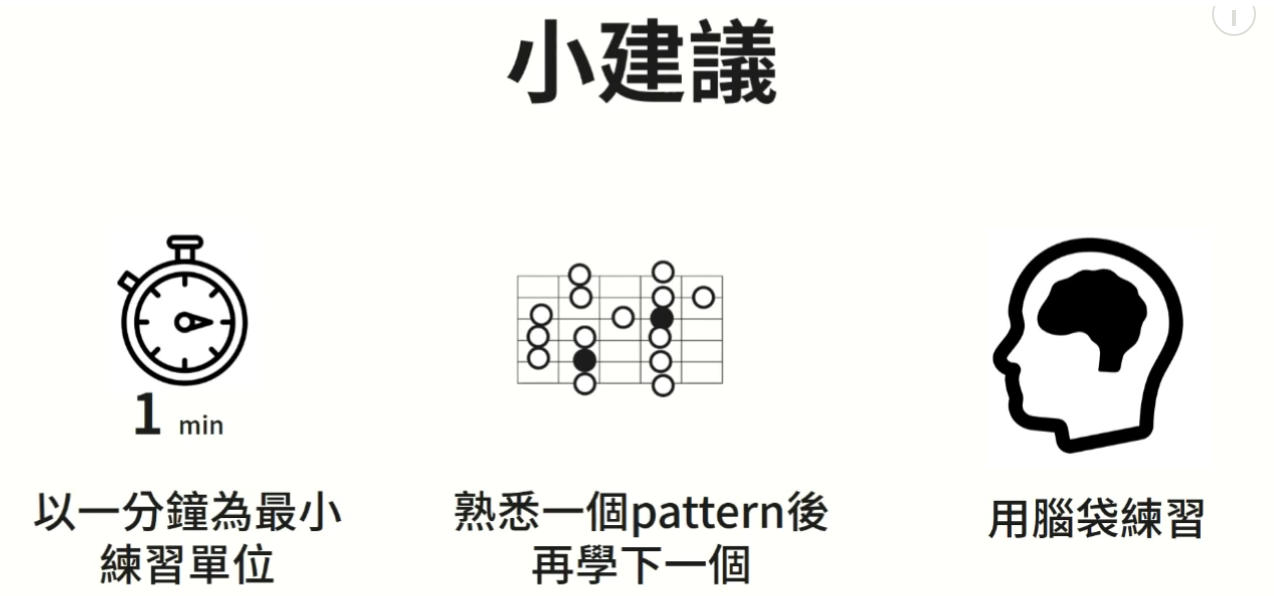 小建議
1 min
以一分鐘為最小
練習單位
熟悉一個pattern後
再學下一個
用腦袋練習